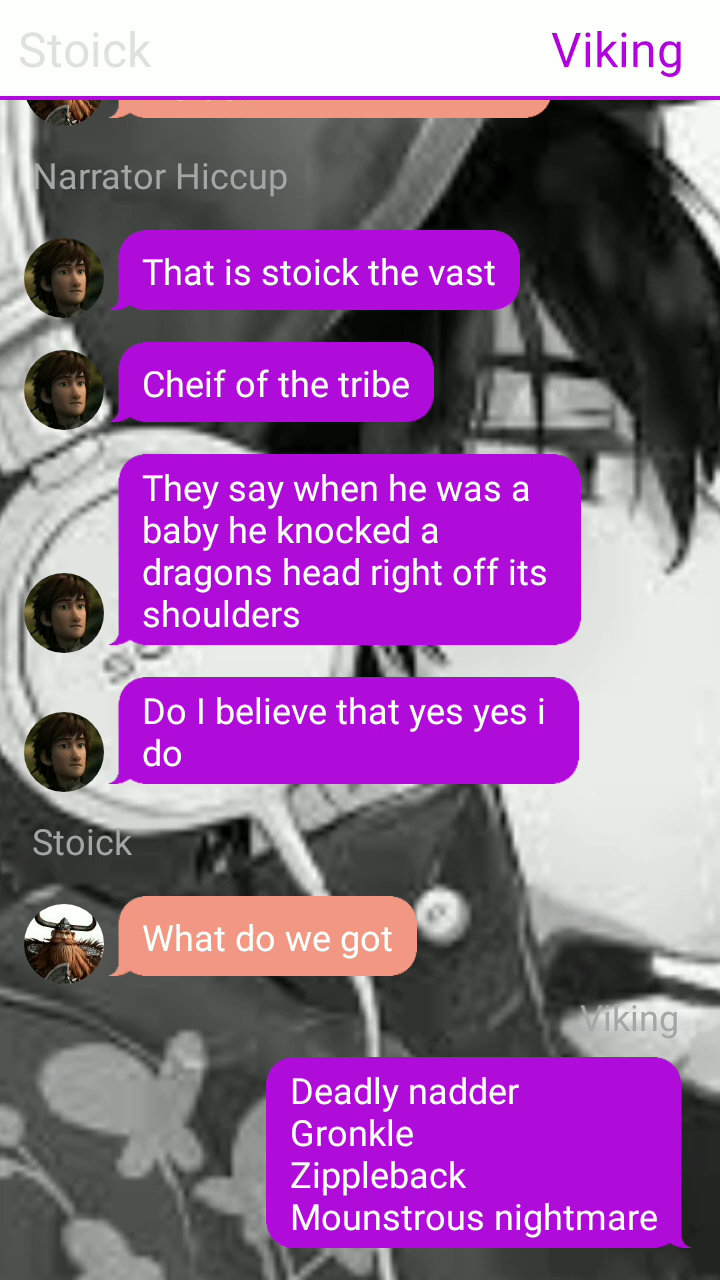 Stoick
Viking
Narrator Hiccup
That is stoick the vast
Cheif of the tribe
They say when he was a
baby he knocked a
dragons head right off its
shoulders
Do I believe that yes yes i
do
Stoick
What do we got
Viking
Deadly nadder
Gronkle
Zippleback
Mounstrous nightmare